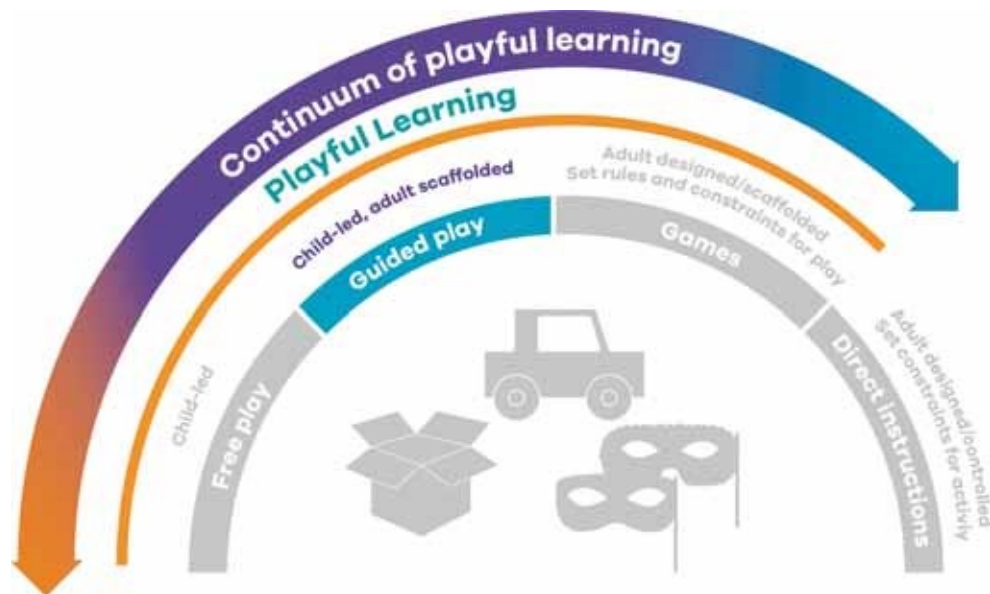 Continuum of playful learning
Playful Learning
Child-led
Free play
Child-led, adult scaffolded
Guided play
Adult designed/scaffolded
Set rules and constraints for play
Games
Adult designed/controlled
Set constraints for activiy
Direct instructions